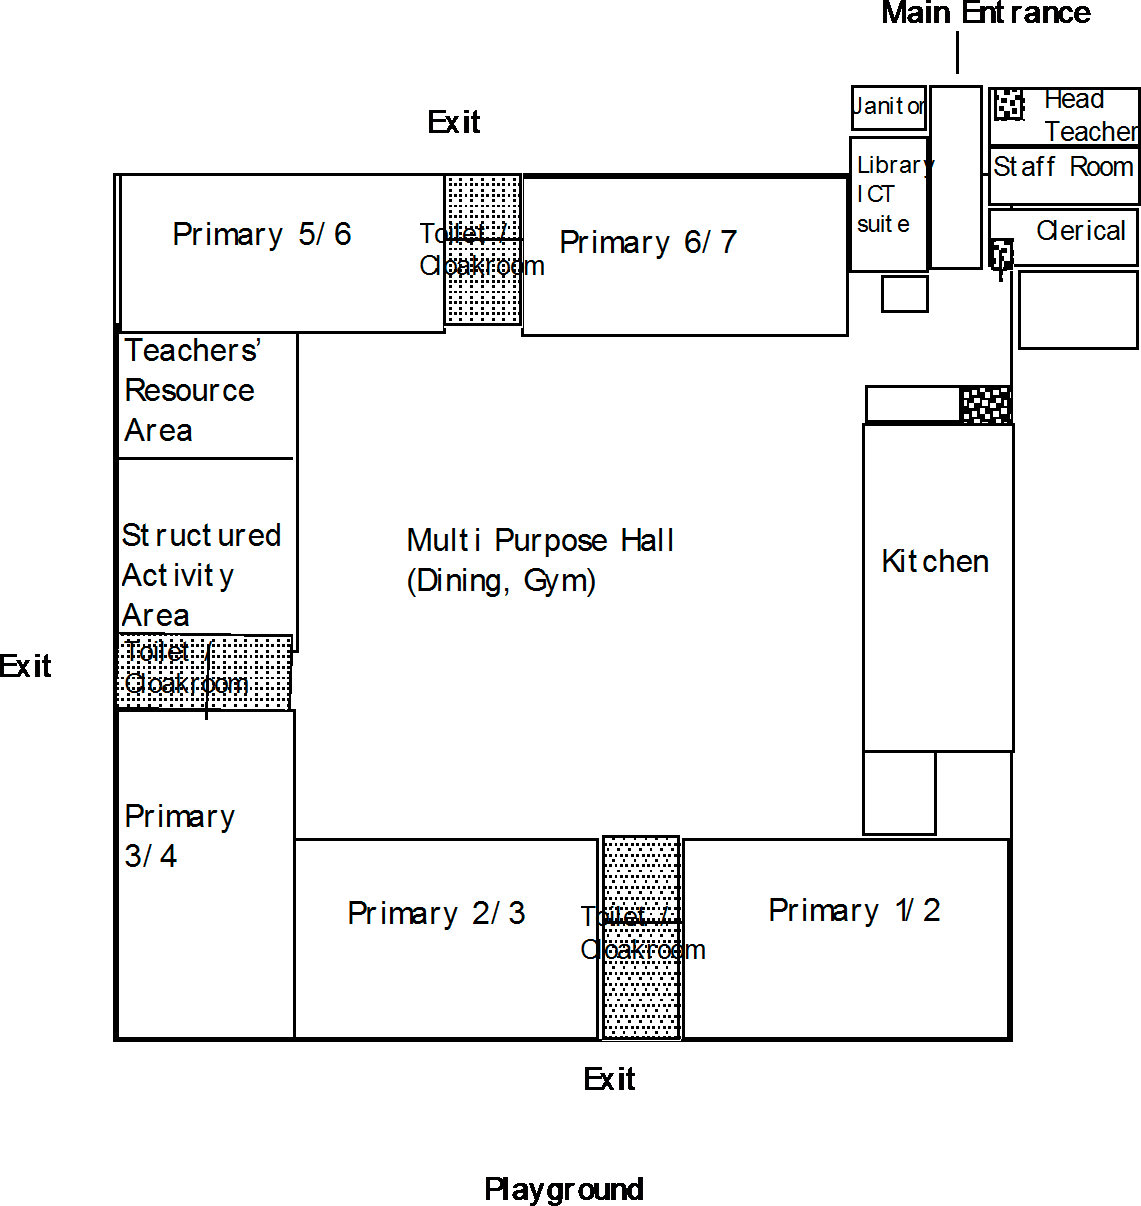 Main Entrance
Janitor
Head
Teacher
Exit
Library
ICT
suite
Staff Room
Clerical
Primary 5/6
Toilet /
Cloakroom
Primary 6/7
Teachers’
Resource
Area
Structured
Activity
Area
Multi Purpose Hall
(Dining, Gym)
Kitchen
Exit
Toilet /
Cloakroom
Primary
3/4
Primary 2/3
Toilet /
Cloakroom
Primary 1/2
Exit
Playground